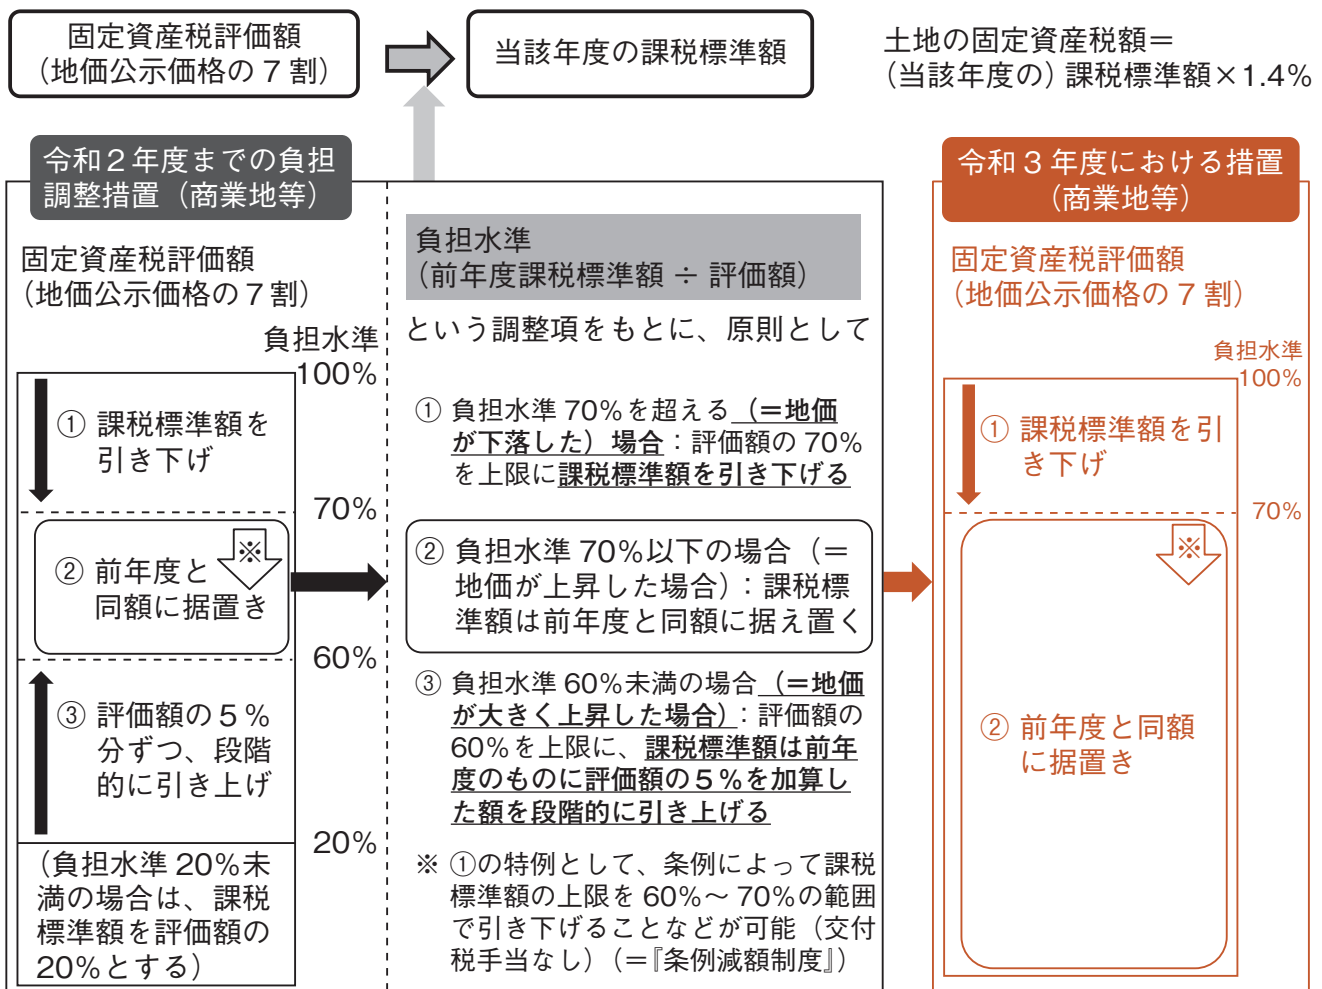 固定資産税評価額
（地価公示価格の７割）
当該年度の課税標準額
土地の固定資産税額＝
（当該年度の）課税標準額×1.4%
令和２年度までの負担
調整措置（商業地等）
固定資産税評価額
（地価公示価格の７割）
負担水準
100%
① 課税標準額を
引き下げ
70%
※
② 前年度と
同額に据置き
60%
③ 評価額の５％
分ずつ、段階
的に引き上げ
20%
（負担水準 20%未
満の場合は、課税
標準額を評価額の
20%とする）
負担水準
（前年度課税標準額 ÷ 評価額）
という調整項をもとに、原則として
① 負担水準 70%を超える（＝地価
が下落した）場合：評価額の 70%
を上限に課税標準額を引き下げる
② 負担水準 70%以下の場合（＝
地価が上昇した場合）：課税標
準額は前年度と同額に据え置く
③ 負担水準 60%未満の場合（＝地価
が大きく上昇した場合）：評価額の
60%を上限に、課税標準額は前年
度のものに評価額の５％を加算し
た額を段階的に引き上げる
※ ①の特例として、条例によって課税
標準額の上限を 60%～ 70%の範囲
で引き下げることなどが可能（交付
税手当なし）（＝『条例減額制度』）
令和３年度における措置
（商業地等）
固定資産税評価額
（地価公示価格の７割）
負担水準
100%
① 課税標準額を引
き下げ
70%
※
② 前年度と同額
に据置き